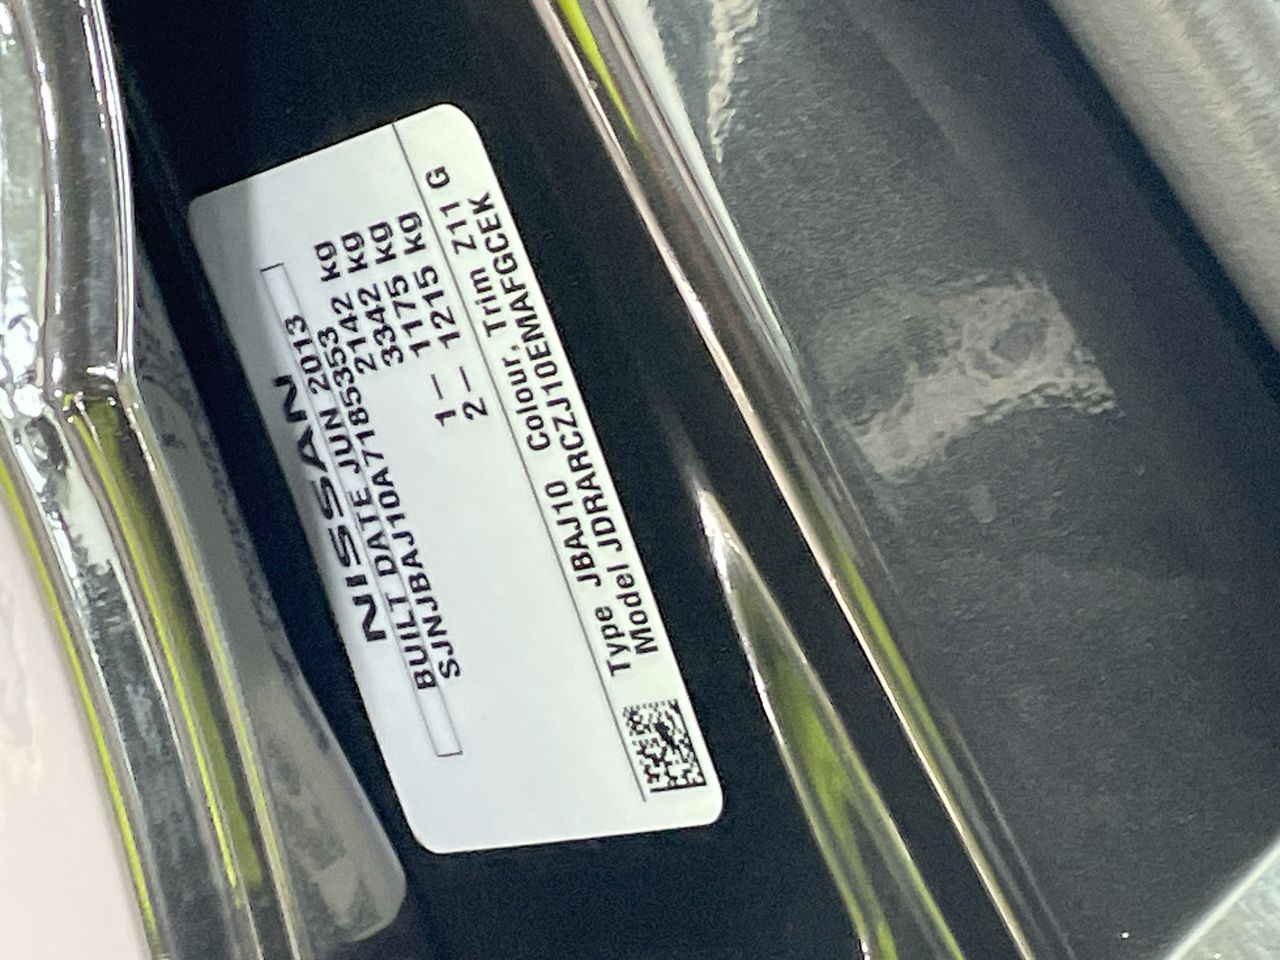 NISSAN
BUILT DATE JUN 2013
SJNJBAJ10A7185353
2142 kg
3342 kg
1– 1175 kg
2– 1215 kg
Type JBAJ10 Colour, Trim Z11 G
Model JDRARCZJ10EMAFGCEK